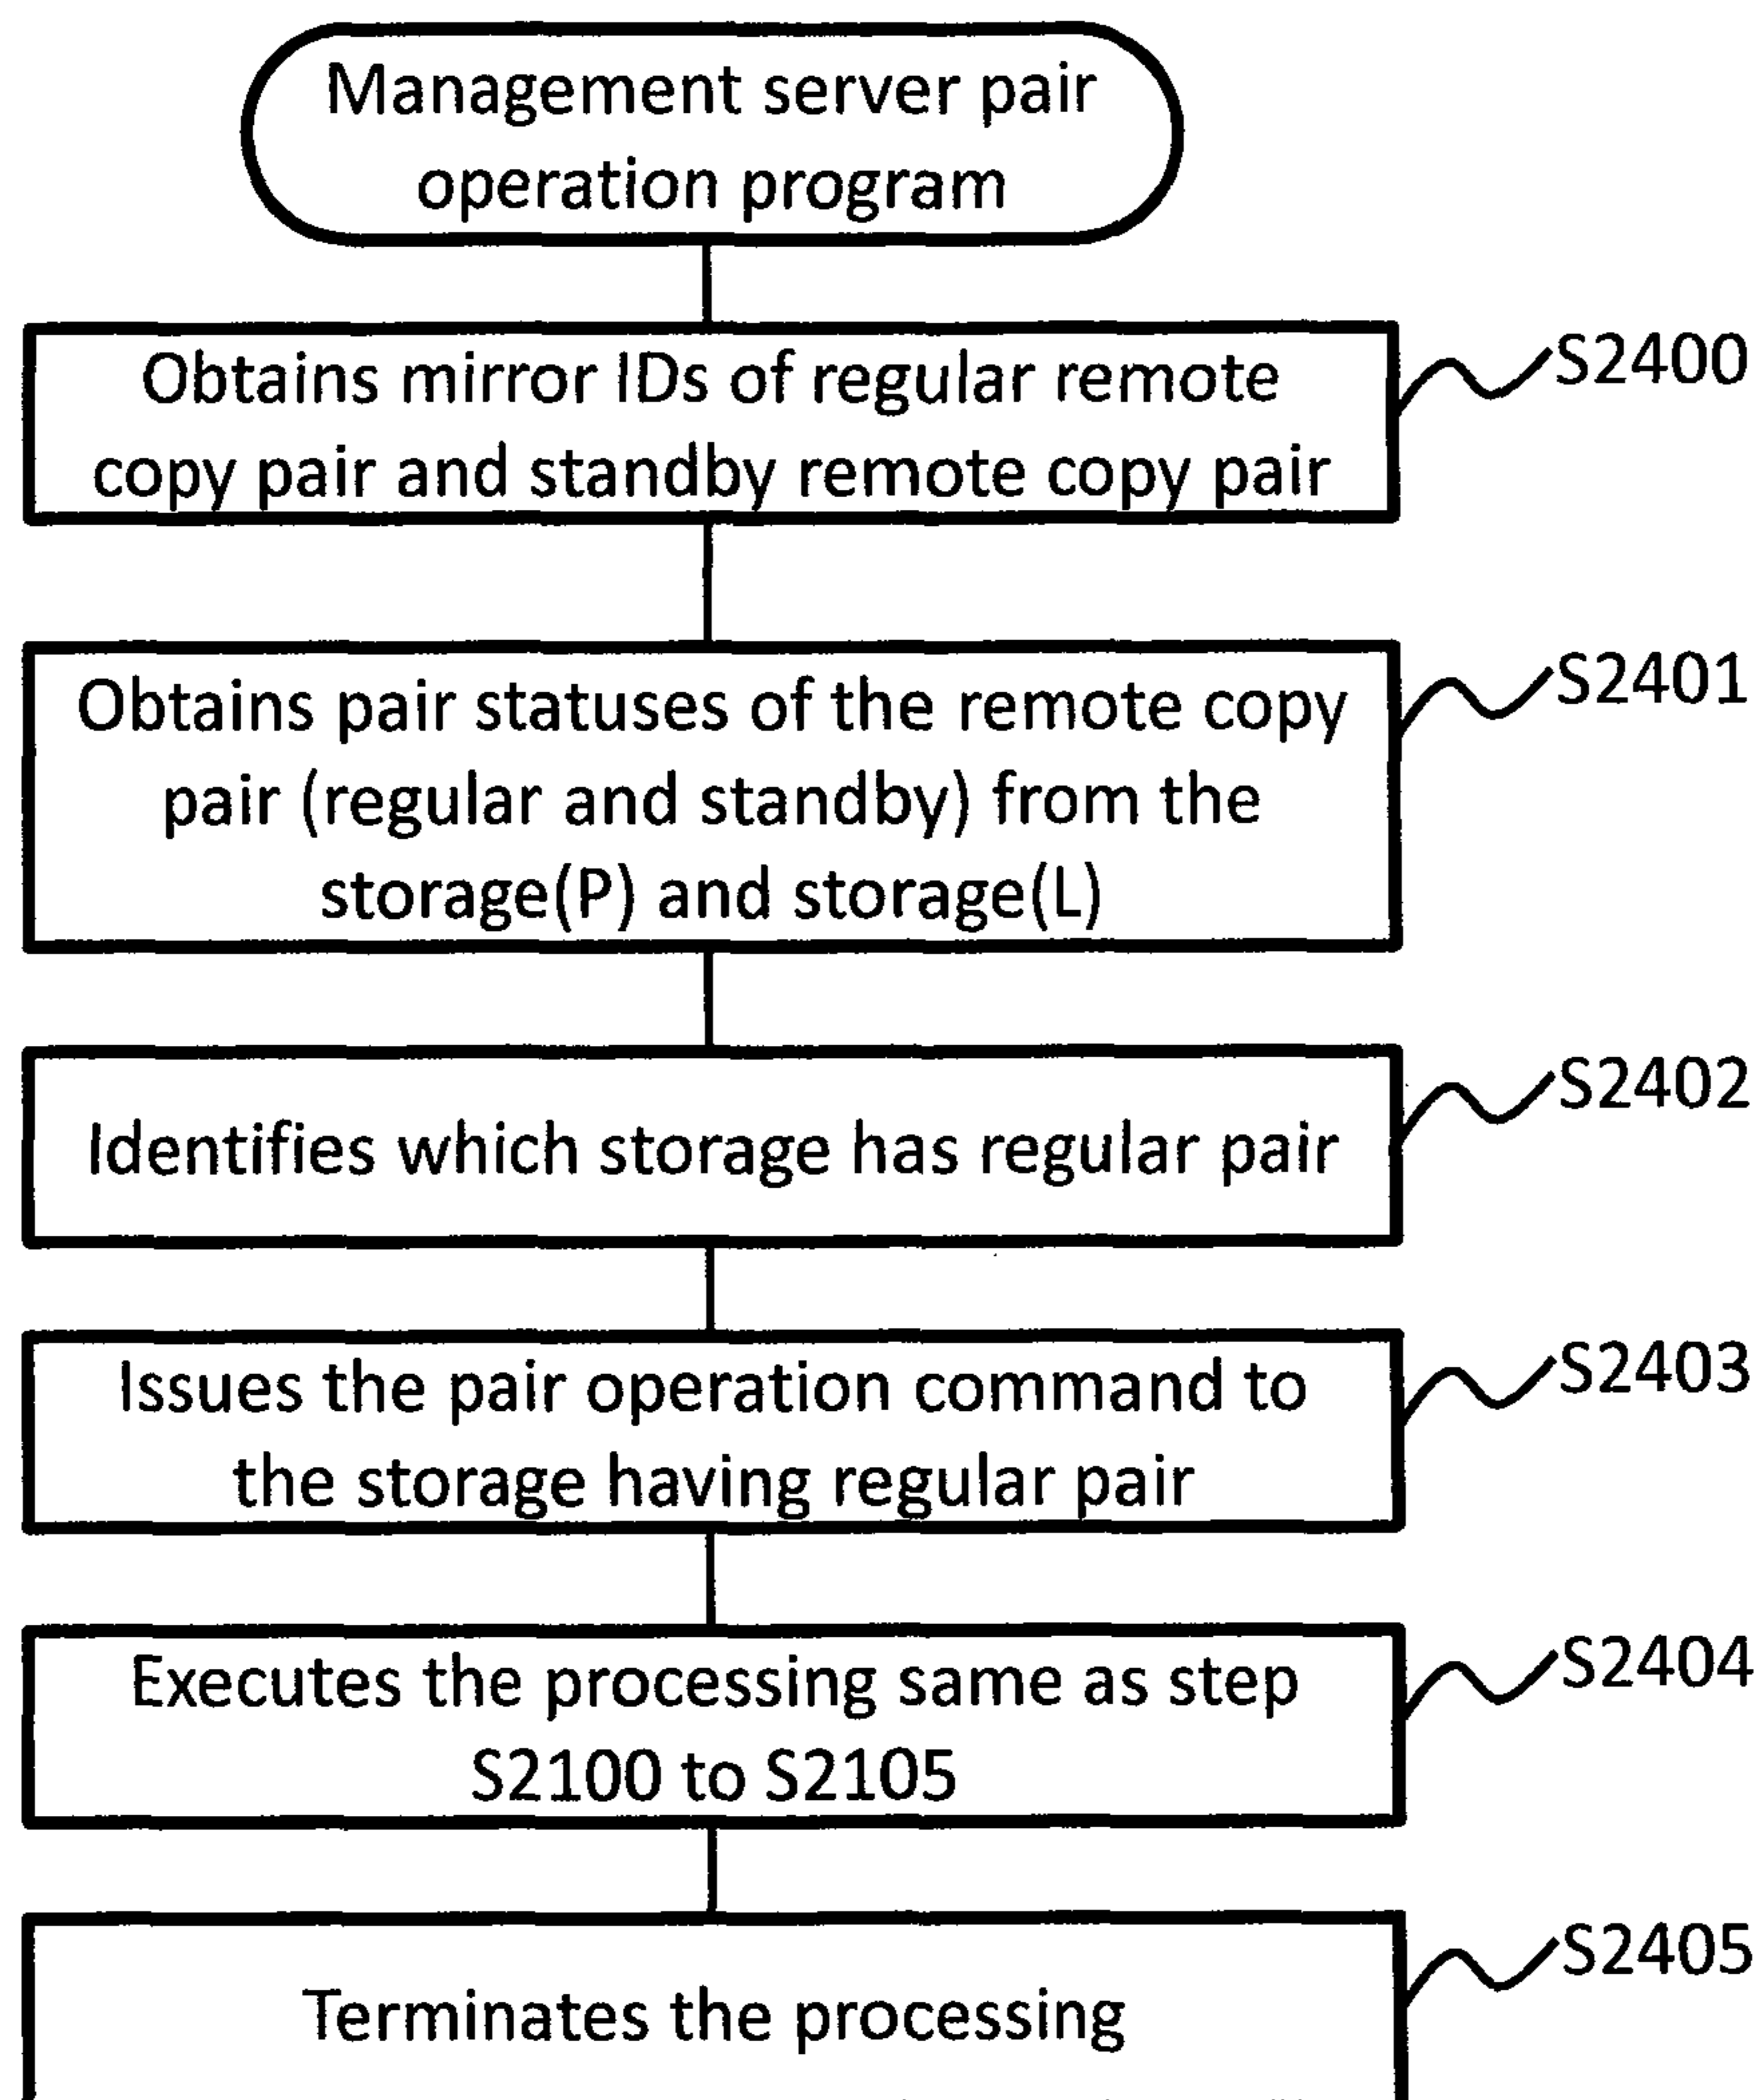 Management server pair
operation program
Obtains mirror IDs of regular remote
copy pair and standby remote copy pair
S2400
Obtains pair statuses of the remote copy
pair (regular and standby) from the
storage(P) and storage(L)
S2401
Identifies which storage has regular pair
S2402
Issues the pair operation command to
the storage having regular pair
S2403
Executes the processing same as step
S2100 to S2105
S2404
Terminates the processing
S2405